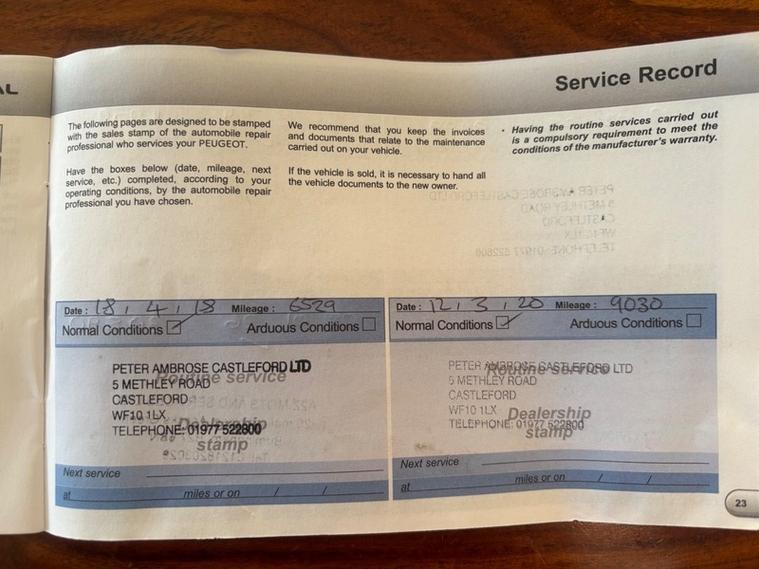 AL
Service Record
The following pages are designed to be stamped
with the sales stamp of the automobile repair
professional who services your PEUGEOT.
Have the boxes below (date, mileage, next
service, etc.) completed, according to your
operating conditions, by the automobile repair
professional you have chosen.
We recommend that you keep the invoices
and documents that relate to the maintenance
carried out on your vehicle.
If the vehicle is sold, it is necessary to hand all
the vehicle documents to the new owner.
• Having the routine services carried out
is a compulsory requirement to meet the
conditions of the manufacturer's warranty.
Date : 18 / 4 / 18 Mileage : 6529
Normal Conditions Arduous Conditions
PETER AMBROSE CASTLEFORD LTD
Routine service
5 METHLEY ROAD
CASTLEFORD
WF10 1LX
Dealership
TELEPHONE: 01977 522800
stamp
Next service
at miles or on / /
Date : 12 / 3 / 20 Mileage : 9030
Normal Conditions Arduous Conditions
PETER AMBROSE CASTLEFORD LTD
Routine service
5 METHLEY ROAD
CASTLEFORD
WF10 1LX
Dealership
TELEPHONE: 01977 522800
stamp
Next service
at miles or on / /
23